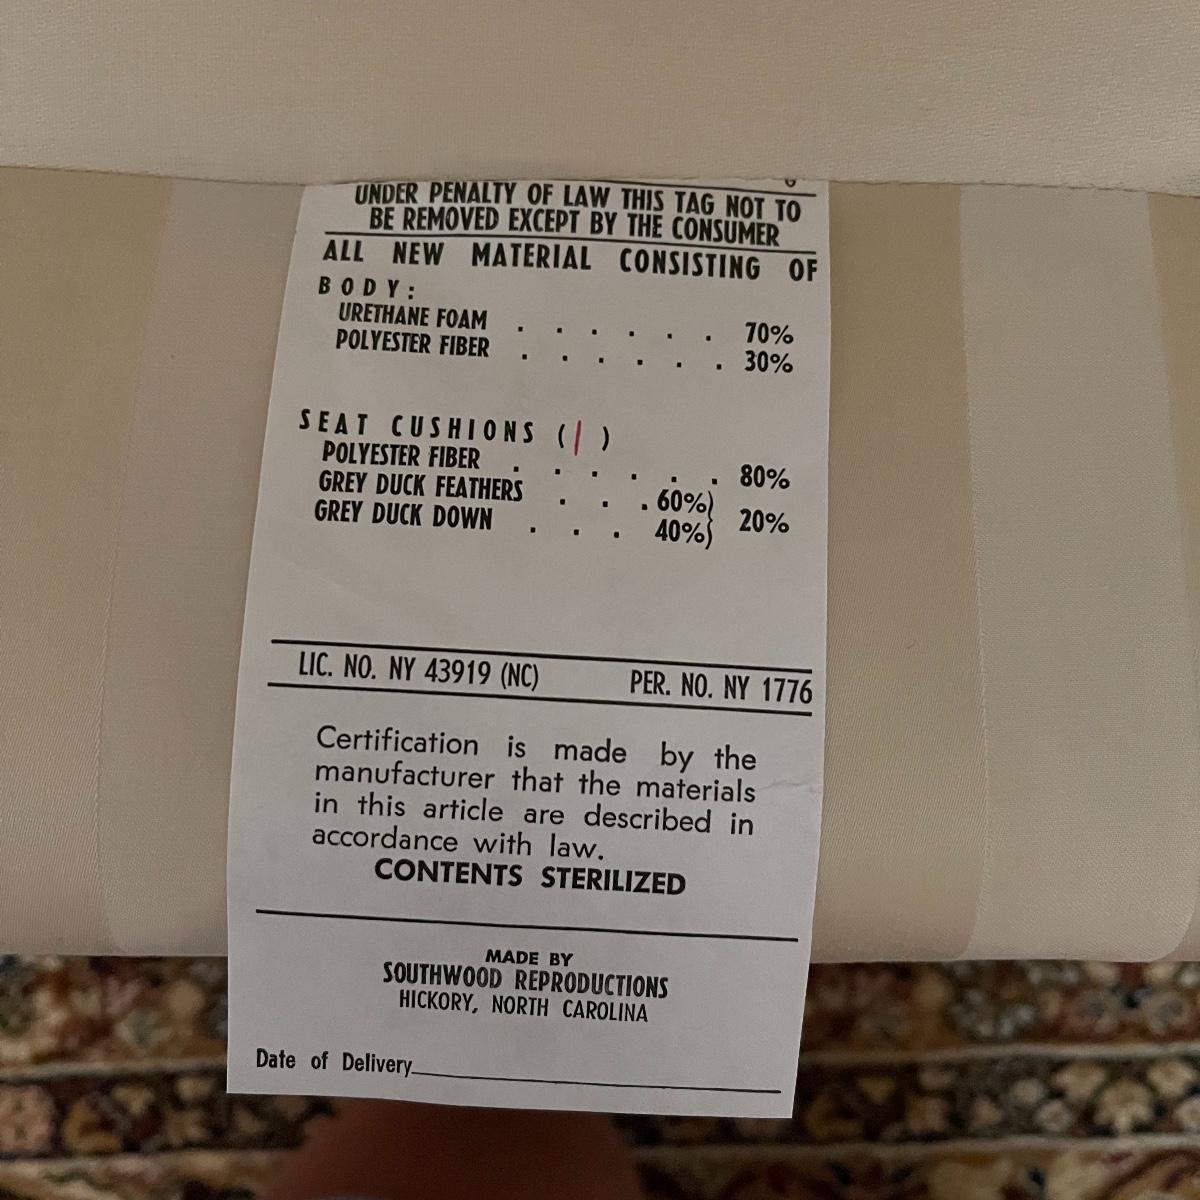 UNDER PENALTY OF LAW THIS TAG NOT TO
BE REMOVED EXCEPT BY THE CONSUMER
ALL NEW MATERIAL CONSISTING OF
BODY:
URETHANE FOAM . . . . . . 70%
POLYESTER FIBER . . . . . . 30%
SEAT CUSHIONS (|)
POLYESTER FIBER . . . . . . 80%
GREY DUCK FEATHERS . . . 60%)
20%
GREY DUCK DOWN . . . 40%)
LIC. NO. NY 43919 (NC) PER. NO. NY 1776
Certification is made by the
manufacturer that the materials
in this article are described in
accordance with law.
CONTENTS STERILIZED
MADE BY
SOUTHWOOD REPRODUCTIONS
HICKORY, NORTH CAROLINA
Date of Delivery